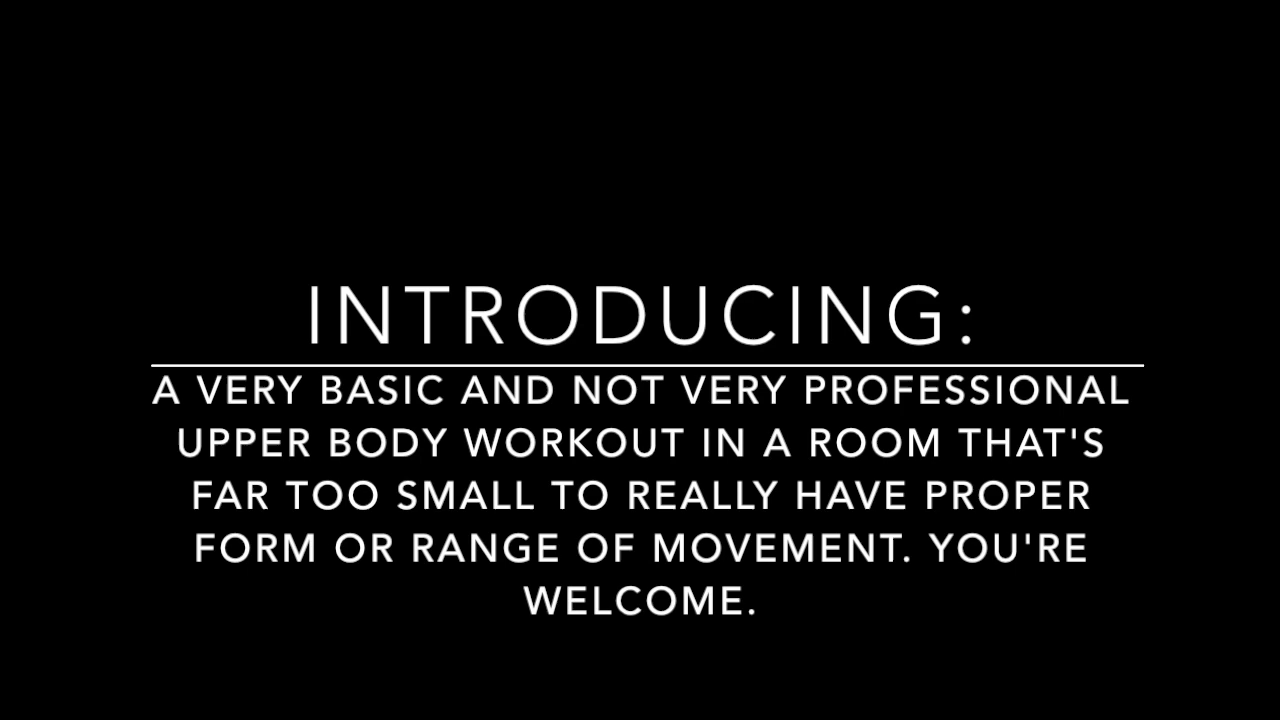 INTRODUCING:
A VERY BASIC AND NOT VERY PROFESSIONAL
UPPER BODY WORKOUT IN A ROOM THAT'S
FAR TOO SMALL TO REALLY HAVE PROPER
FORM OR RANGE OF MOVEMENT. YOU'RE
WELCOME.